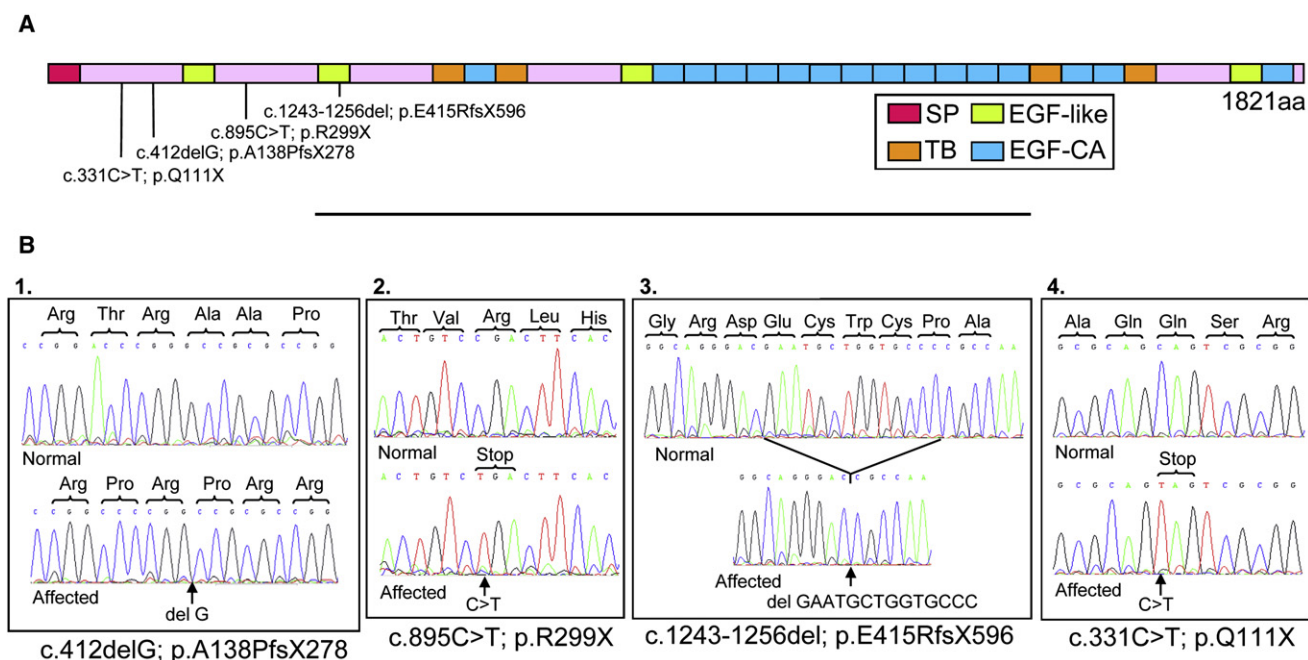 A
1821aa
c.1243-1256del; p.E415RfsX596
c.895C>T; p.R299X
c.412delG; p.A138PfsX278
c.331C>T; p.Q111X
SP EGF-like
TB EGF-CA
B
1.
Arg Thr Arg Ala Ala Pro
C C G G A C C C G G G C C G C G C C G G
Normal
Arg Pro Arg Pro Arg Arg
C C G G C C C C G G C C G C G C C G G
Affected
del G
c.412delG; p.A138PfsX278
2.
Thr Val Arg Leu His
A C T G T C C G A C T T C A C
Normal
Stop
A C T G T C T G A C T T C A C
Affected
C>T
c.895C>T; p.R299X
3.
Gly Arg Asp Glu Cys Trp Cys Pro Ala
G G C A G G G A C G A A T G C T G G T G C C C C G C C A A
Normal
G G C A G G G A C C G C C A A
Affected
del GAATGCTGGTGCCC
c.1243-1256del; p.E415RfsX596
4.
Ala Gln Gln Ser Arg
G C G C A G C A G T C G C G G
Normal
Stop
G C G C A G T A G T C G C G G
Affected
C>T
c.331C>T; p.Q111X